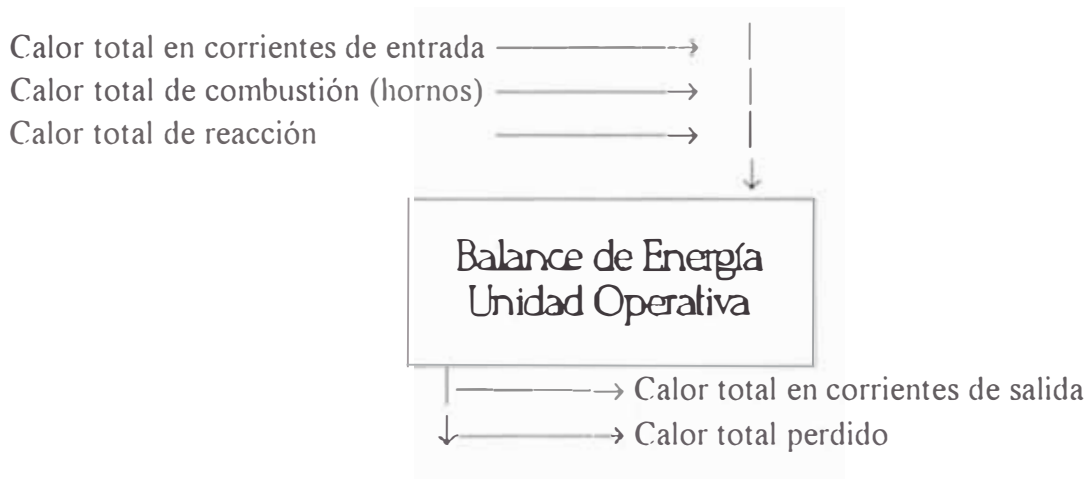 Calor total en corrientes de entrada
Calor total de combustión (hornos)
Calor total de reacción
Balance de Energía
Unidad Operativa
Calor total en corrientes de salida
Calor total perdido